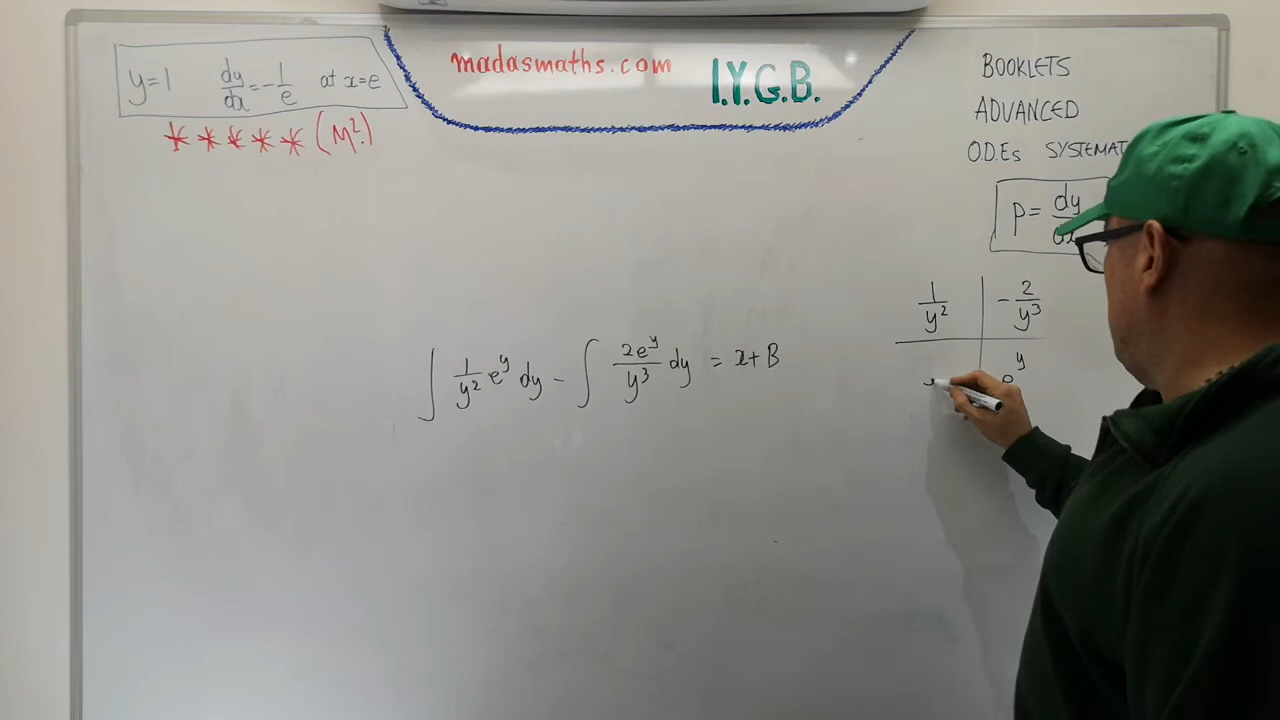 y=1 dy/dx=-1/e at x=e
***** (M2)
madasmaths.com
I.Y.G.B.
BOOKLETS
ADVANCED
O.D.Es
p= dy
1/y² | -2/y³
e^y
∫ 1/y² e^y dy - ∫ 2e^y/y³ dy = x+B